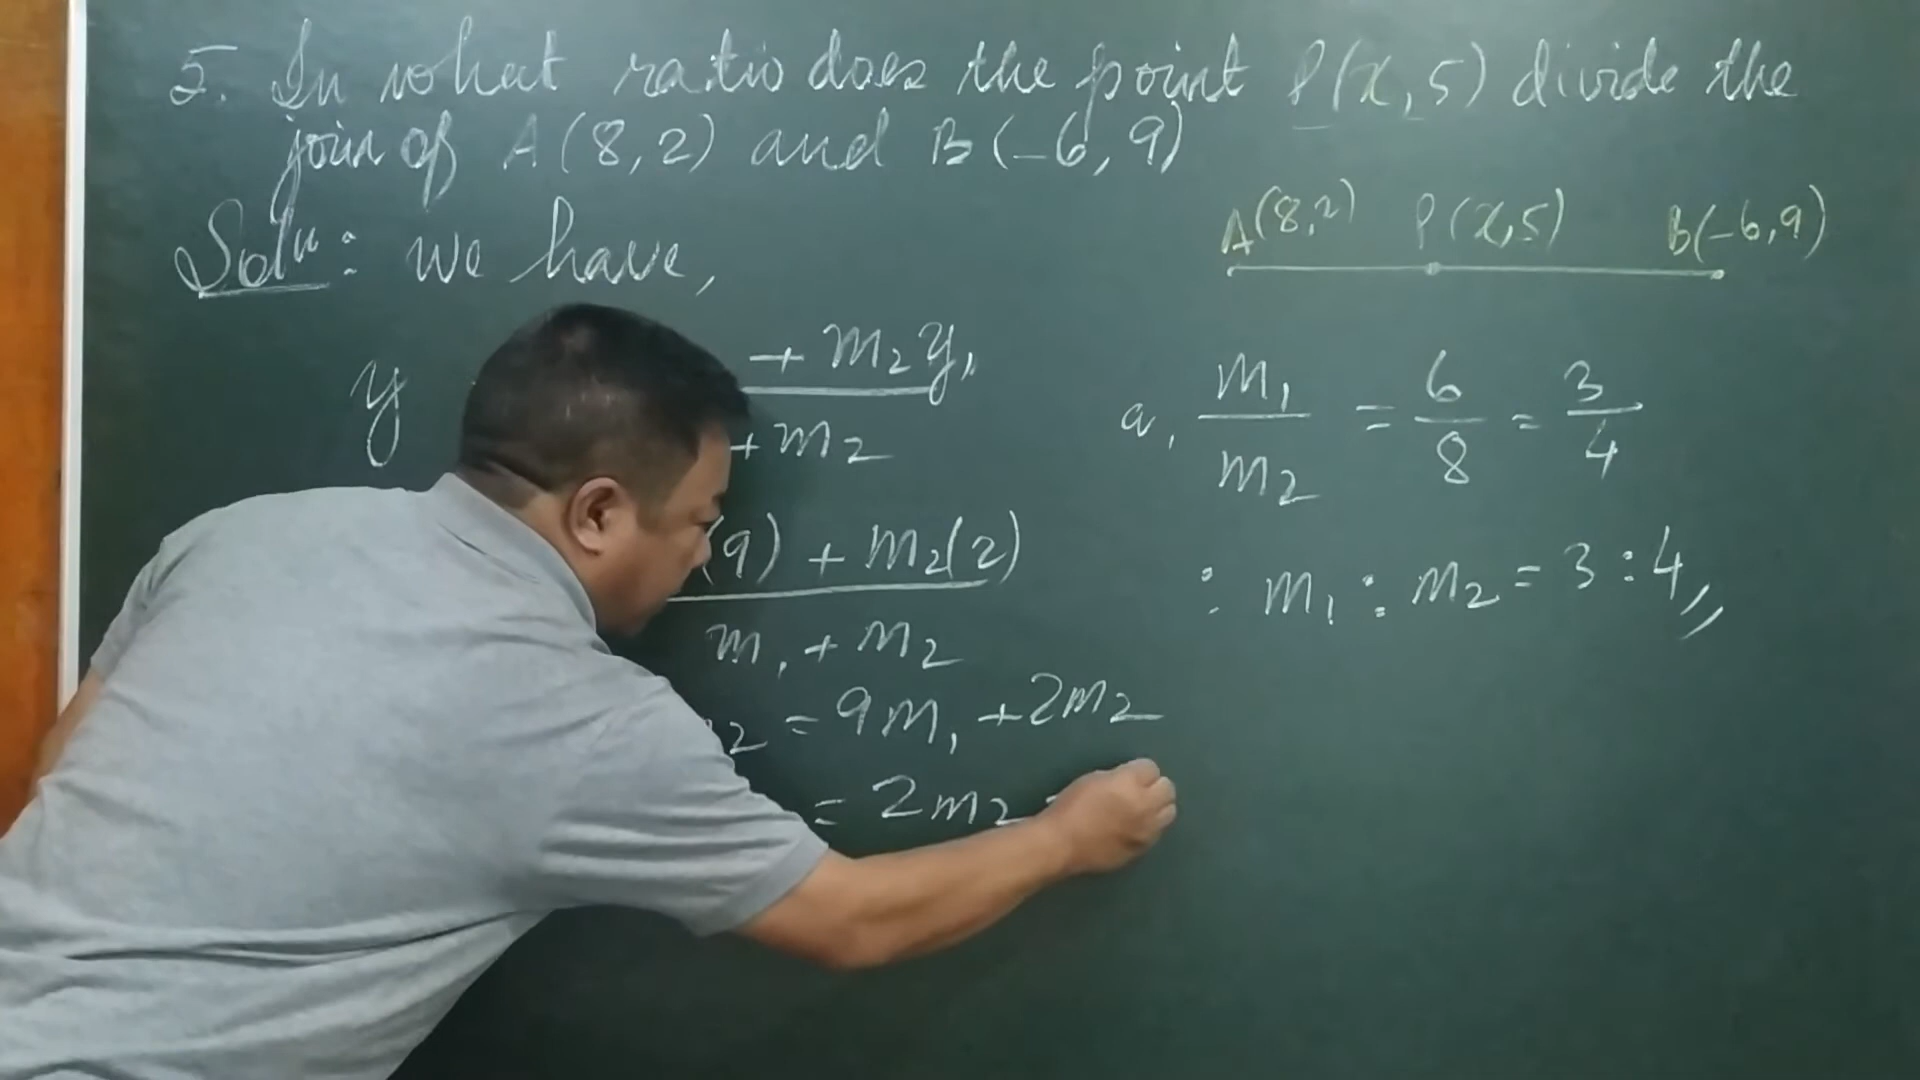 5. In what ratio does the point P(x, 5) divide the
join of A(8, 2) and B(-6, 9)
Soln: we have,
y + m2y1
+m2
(9) + m2(2)
m1 + m2
2 = 9m1 + 2m2
= 2m2
A(8,2) P(x,5) B(-6,9)
m1/m2 = 6/8 = 3/4
∴ m1 : m2 = 3 : 4